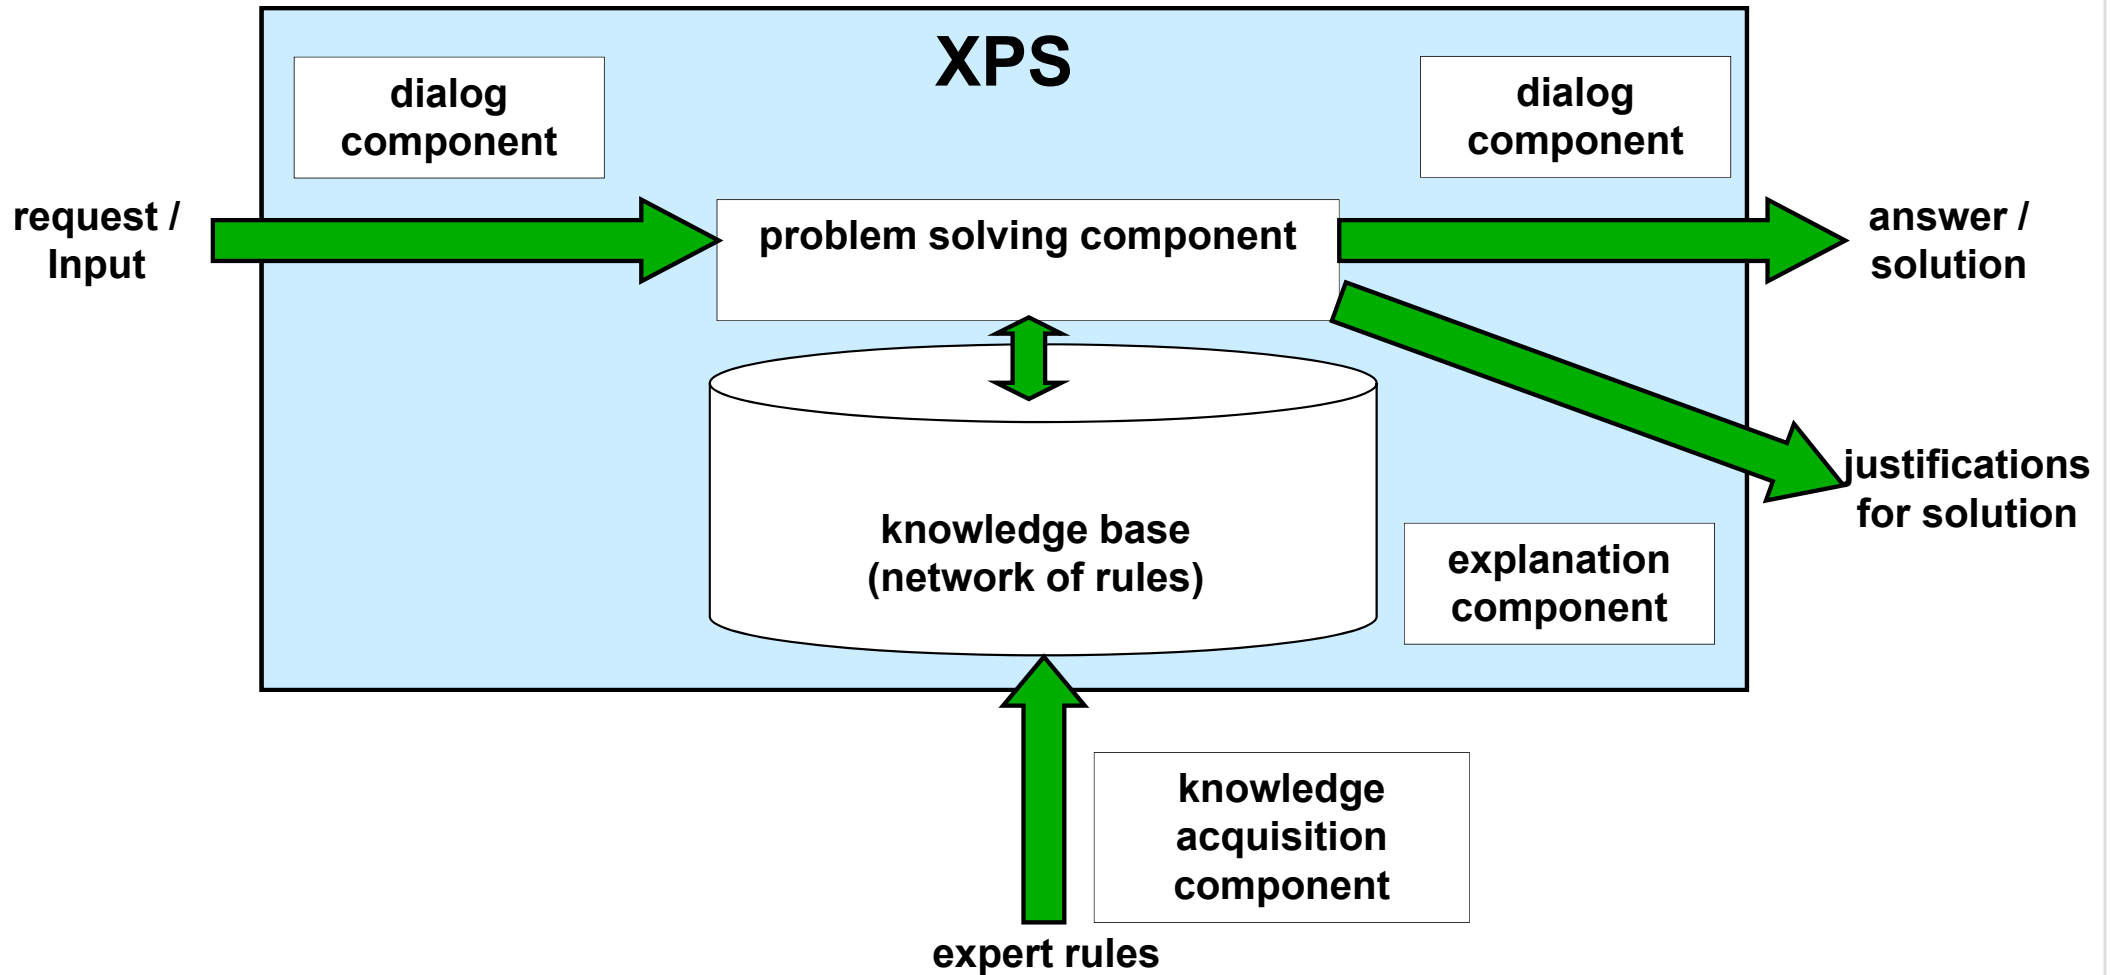 XPS
dialog
component
dialog
component
request /
Input
problem solving component
answer /
solution
justifications
for solution
knowledge base
(network of rules)
explanation
component
knowledge
acquisition
component
expert rules